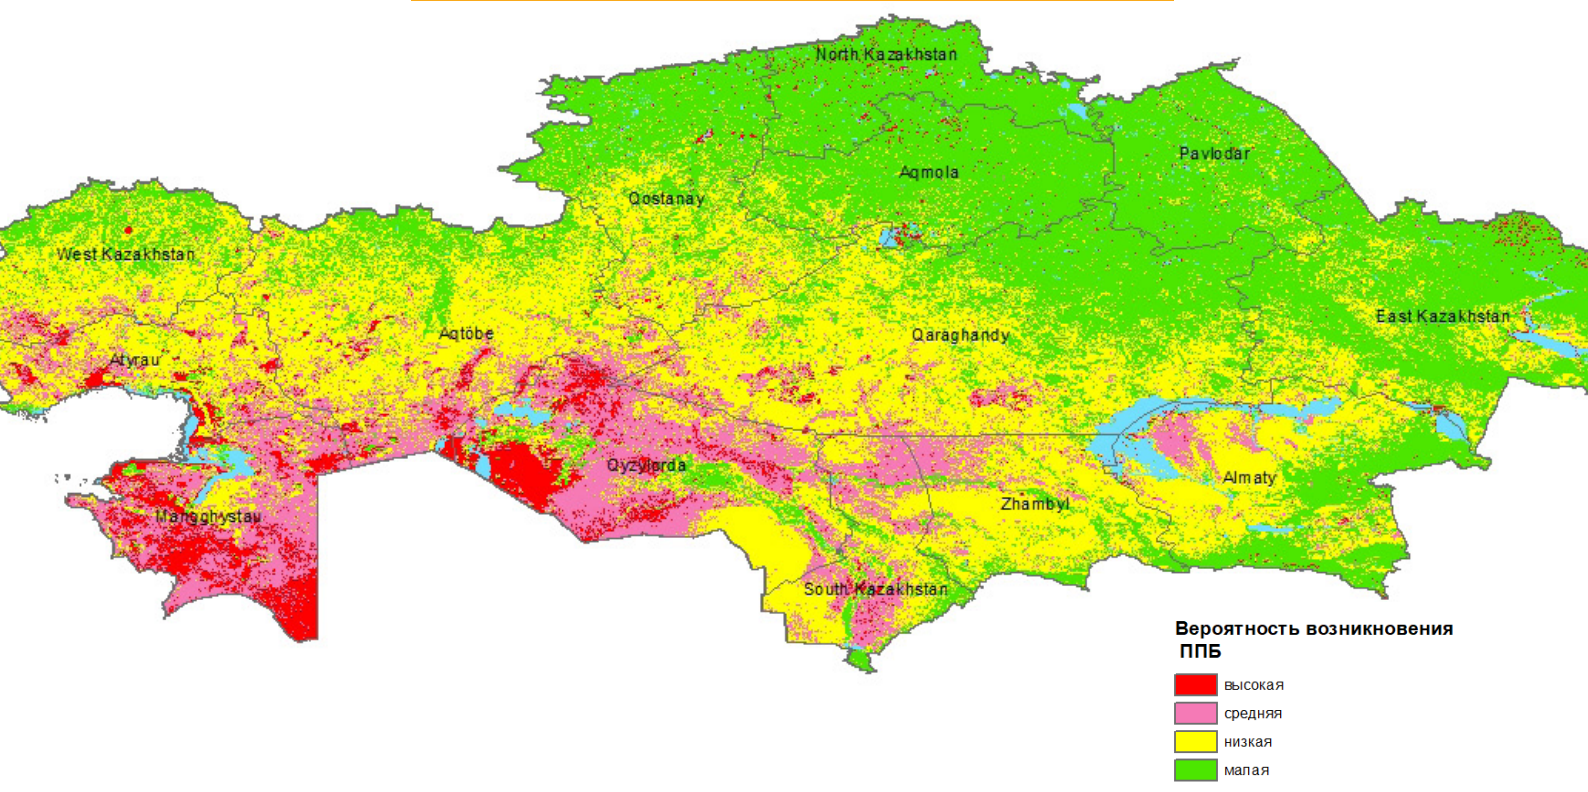 North Kazakhstan
Pavlodar
Aqmola
Qostanay
West Kazakhstan
East Kazakhstan
Aqtöbe
Qaraghandy
Atyrau
Qyzylorda
Almaty
Zhambyl
Mangghystau
South Kazakhstan
Вероятность возникновения
ППБ
высокая
средняя
низкая
малая